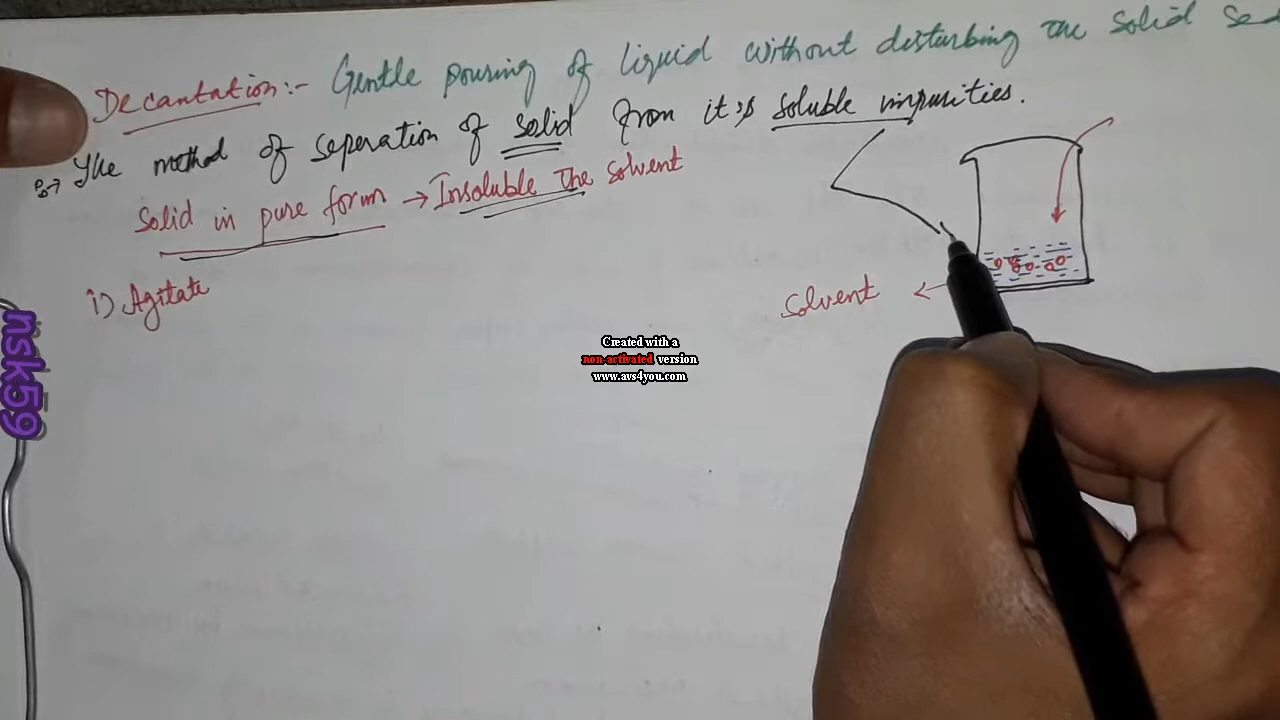 Decantation:- Gentle pouring of liquid without disturbing the solid
The method of seperation of solid from it's soluble impurities.
Solid in pure form → Insoluble the solvent
i) Agitate
solvent ←
Created with a
non-activated version
www.avs4you.com
nsk59